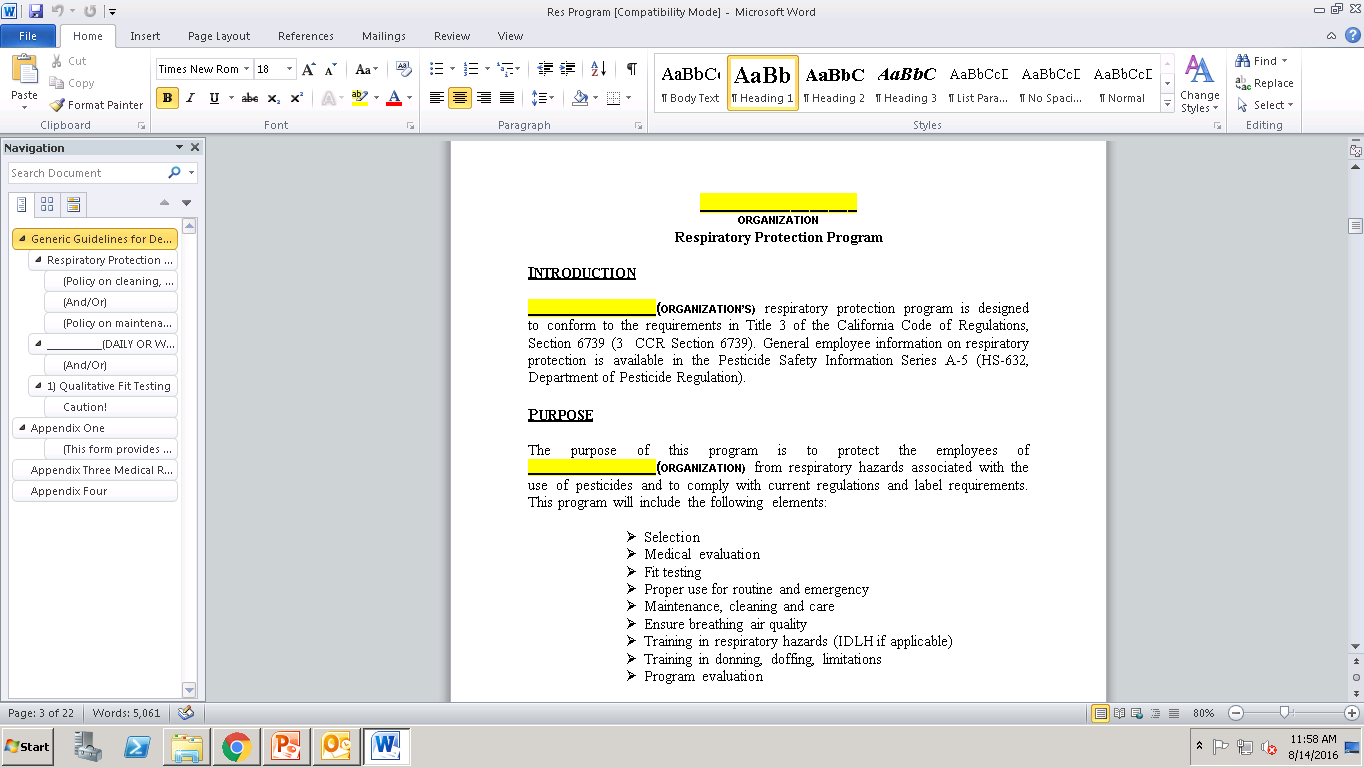 Res Program [Compatibility Mode] - Microsoft Word
File Home Insert Page Layout References Mailings Review View
Paste
Cut
Copy
Format Painter
Clipboard
Times New Rom 18
Font
Paragraph
AaBbCc AaBb AaBbC AaBbC AaBbCcI AaBbCcI AaBbCcI
¶ Body Text ¶ Heading 1 ¶ Heading 2 ¶ Heading 3 ¶ List Para... ¶ No Spaci... ¶ Normal
Change Styles
Styles
Find
Replace
Select
Editing
Navigation
Search Document
Generic Guidelines for De...
Respiratory Protection ...
(Policy on cleaning, ...
(And/Or)
(Policy on maintena...
__________(DAILY OR W...
(And/Or)
1) Qualitative Fit Testing
Caution!
Appendix One
(This form provides ...
Appendix Three Medical R...
Appendix Four
___________________
ORGANIZATION
Respiratory Protection Program
INTRODUCTION
________________(ORGANIZATION'S) respiratory protection program is designed
to conform to the requirements in Title 3 of the California Code of Regulations,
Section 6739 (3 CCR Section 6739). General employee information on respiratory
protection is available in the Pesticide Safety Information Series A-5 (HS-632,
Department of Pesticide Regulation).
PURPOSE
The purpose of this program is to protect the employees of
________________(ORGANIZATION) from respiratory hazards associated with the
use of pesticides and to comply with current regulations and label requirements.
This program will include the following elements:
➢ Selection
➢ Medical evaluation
➢ Fit testing
➢ Proper use for routine and emergency
➢ Maintenance, cleaning and care
➢ Ensure breathing air quality
➢ Training in respiratory hazards (IDLH if applicable)
➢ Training in donning, doffing, limitations
➢ Program evaluation
Page: 3 of 22 Words: 5,061
80%
Start
11:58 AM
8/14/2016